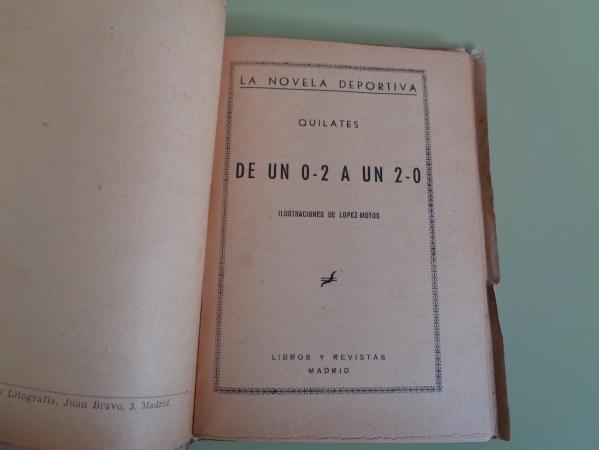 y Litografía, Juan Bravo, 3. Madrid.
LA NOVELA DEPORTIVA
QUILATES
DE UN 0-2 A UN 2-0
ILUSTRACIONES DE LOPEZ-MOTOS
LIBROS Y REVISTAS
MADRID